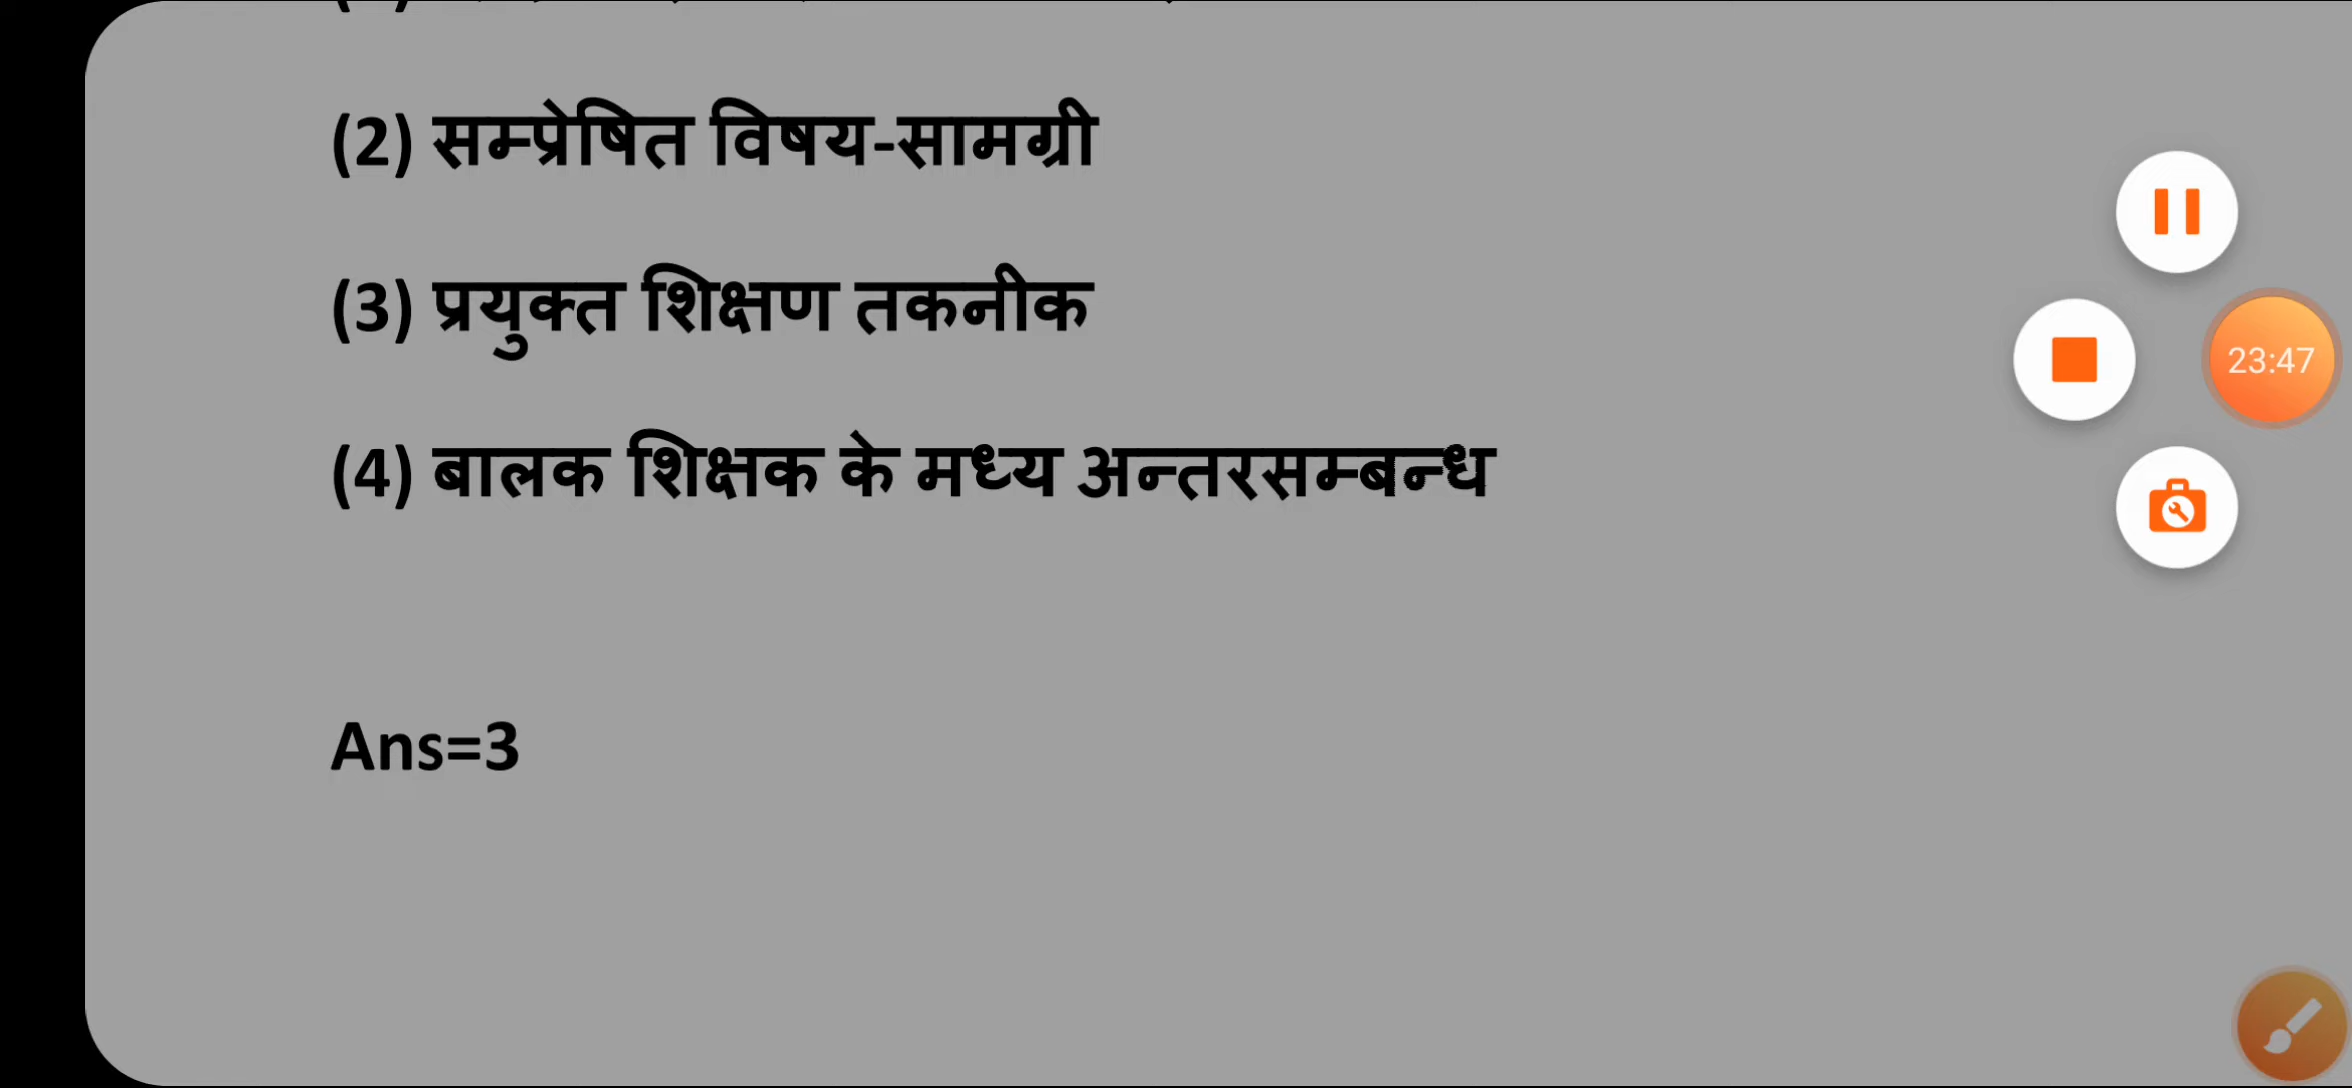 (2) सम्प्रेषित विषय-सामग्री
(3) प्रयुक्त शिक्षण तकनीक
23:47
(4) बालक शिक्षक के मध्य अन्तरसम्बन्ध
Ans=3